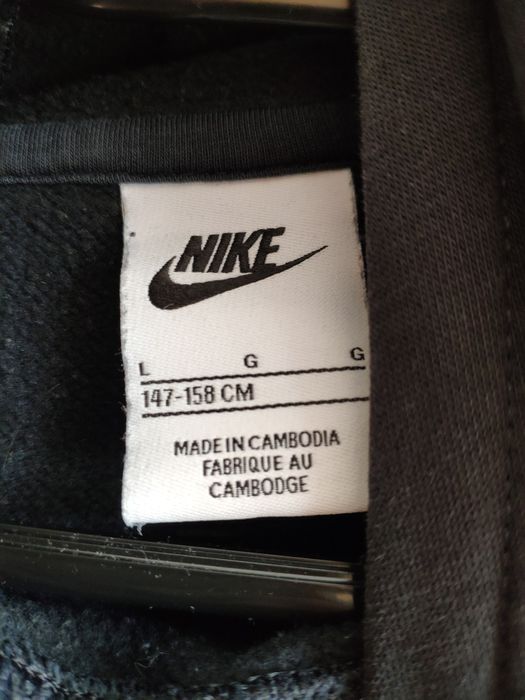 NIKE
L G G
147-158 CM
MADE IN CAMBODIA
FABRIQUE AU
CAMBODGE